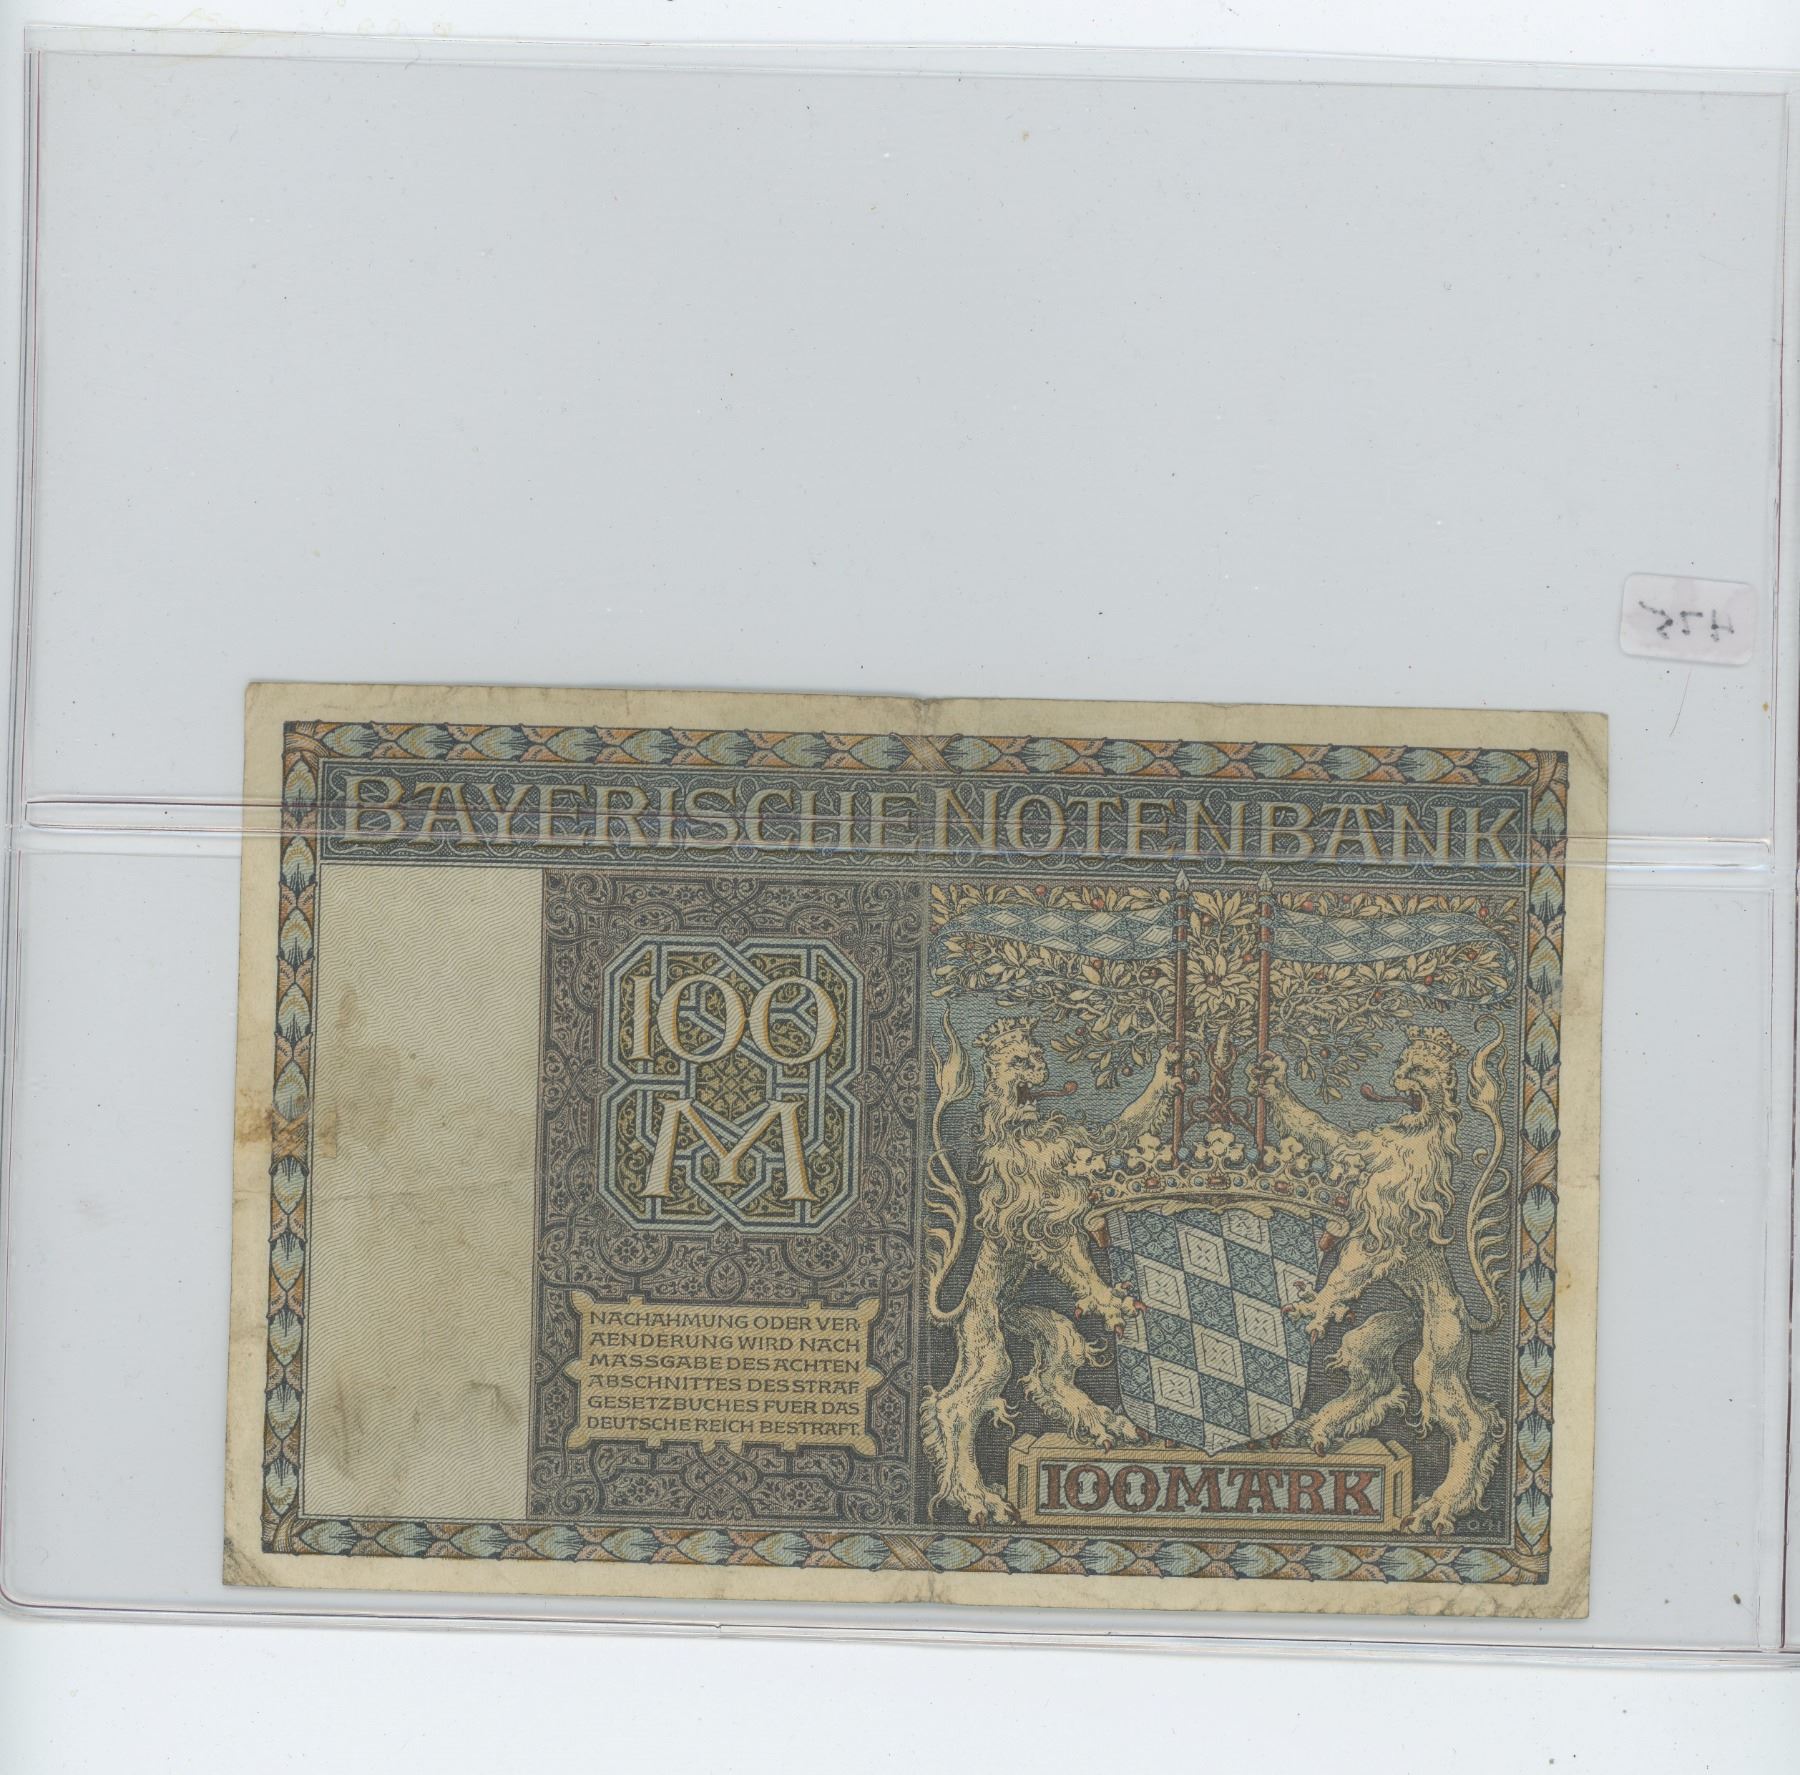 BAYERISCHE NOTENBANK
100
M
NACHAHMUNG ODER VER-
AENDERUNG WIRD NACH
MASSGABE DES ACHTEN
ABSCHNITTES DES STRAF
GESETZBUCHES FUER DAS
DEUTSCHE REICH BESTRAFT.
100 MARK